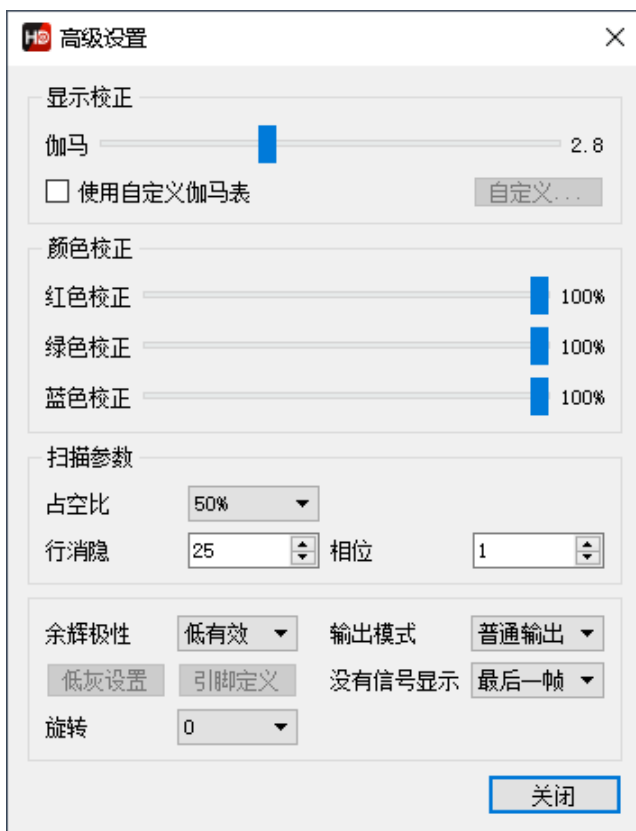 HD 高级设置
显示校正
伽马 2.8
使用自定义伽马表 自定义...
颜色校正
红色校正 100%
绿色校正 100%
蓝色校正 100%
扫描参数
占空比 50%
行消隐 25 相位 1
余辉极性 低有效 输出模式 普通输出
低灰设置 引脚定义 没有信号显示 最后一帧
旋转 0
关闭